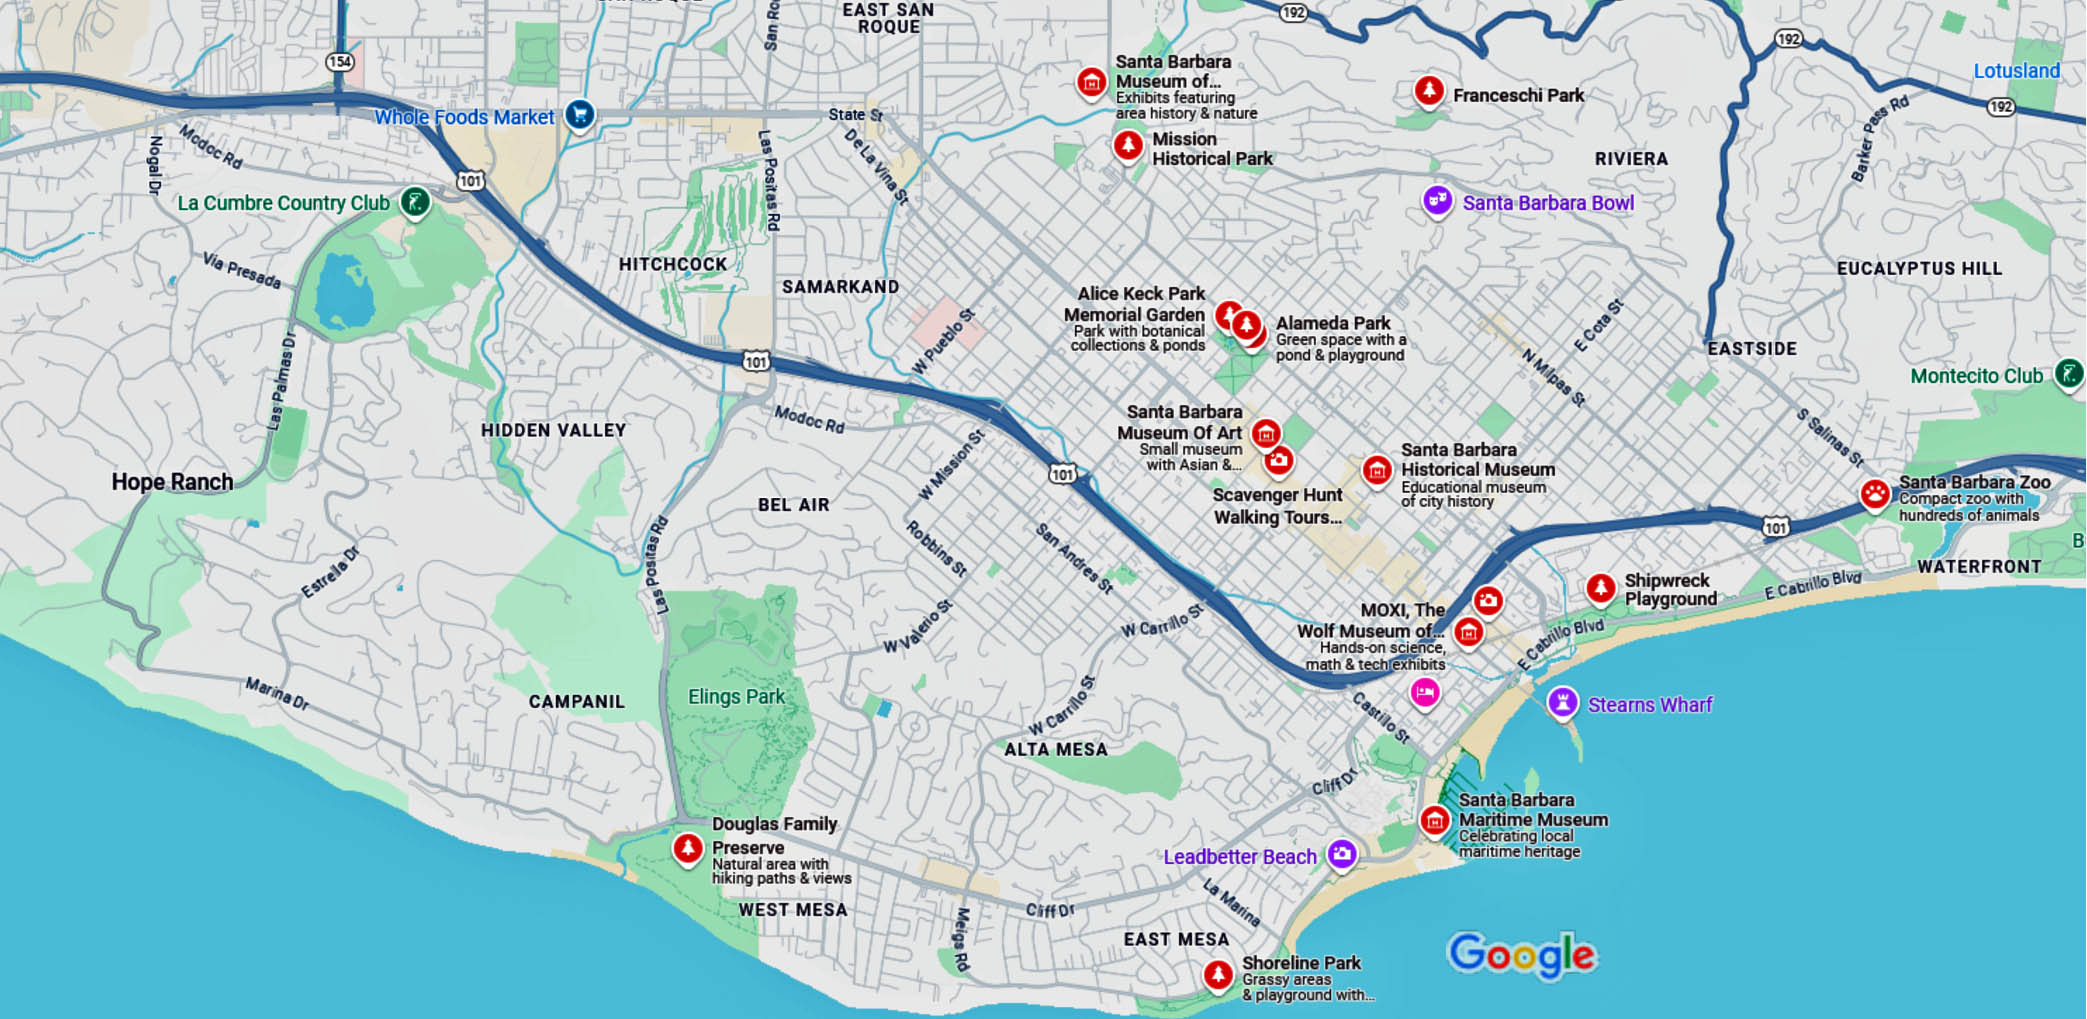 SAN ROQUE
EAST SAN
ROQUE
San Ro
192
192
192
154
Lotusland
Santa Barbara
Museum of...
Exhibits featuring
area history & nature
Franceschi Park
Whole Foods Market
State St
Mission
Historical Park
RIVIERA
Barker Pass Rd
Nogal Dr
Mcdcc Rd
101
Las Positas Rd
De La Vina St
La Cumbre Country Club
Santa Barbara Bowl
Via Presada
HITCHCOCK
SAMARKAND
EUCALYPTUS HILL
Alice Keck Park
Memorial Garden
Park with botanical
collections & ponds
Alameda Park
Green space with a
pond & playground
E Cota St
W Pueblo St
N Milpas St
EASTSIDE
Las Palmas Dr
101
Montecito Club
Modcc Rd
HIDDEN VALLEY
Santa Barbara
Museum Of Art
Small museum
with Asian &...
S Salinas St
W Mission St
101
Santa Barbara
Historical Museum
Educational museum
of city history
Hope Ranch
BEL AIR
Scavenger Hunt
Walking Tours...
Santa Barbara Zoo
Compact zoo with
hundreds of animals
101
B
Robbins St
San Andres St
Estrella Dr
Las Positas Rd
WATERFRONT
Shipwreck
Playground
E Cabrillo Blvd
W Valerio St
W Carrillo St
MOXI, The
Wolf Museum of...
Hands-on science,
math & tech exhibits
E Cabrillo Blvd
Marina Dr
CAMPANIL
Elings Park
W Carrillo St
Castillo St
Stearns Wharf
ALTA MESA
Cliff Dr
Santa Barbara
Maritime Museum
Celebrating local
maritime heritage
Douglas Family
Preserve
Natural area with
hiking paths & views
Leadbetter Beach
La Marina
WEST MESA
Cliff Dr
Meigs Rd
EAST MESA
Shoreline Park
Grassy areas
& playground with...
Google